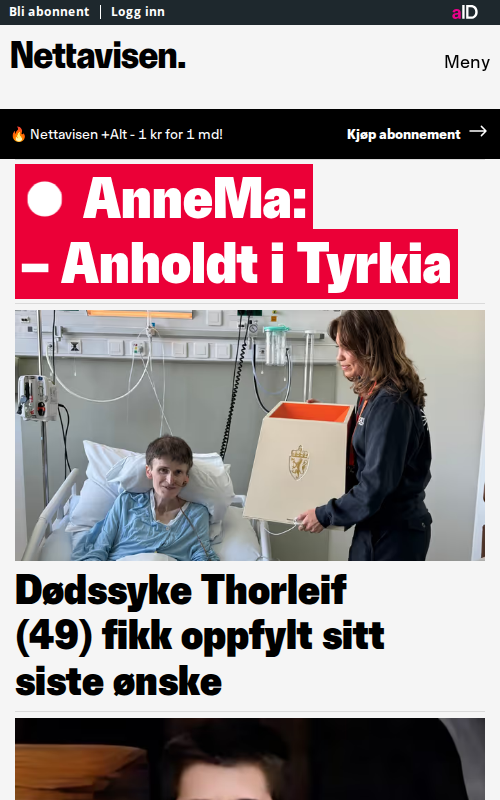 Bli abonnent | Logg inn
aID
Nettavisen.
Meny
🔥 Nettavisen +Alt - 1 kr for 1 md!
Kjøp abonnement →
AnneMa:
– Anholdt i Tyrkia
Dødssyke Thorleif
(49) fikk oppfylt sitt
siste ønske